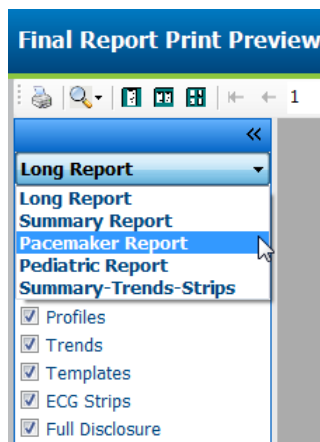 Final Report Print Preview
1
Long Report
Long Report
Summary Report
Pacemaker Report
Pediatric Report
Summary-Trends-Strips
Profiles
Trends
Templates
ECG Strips
Full Disclosure